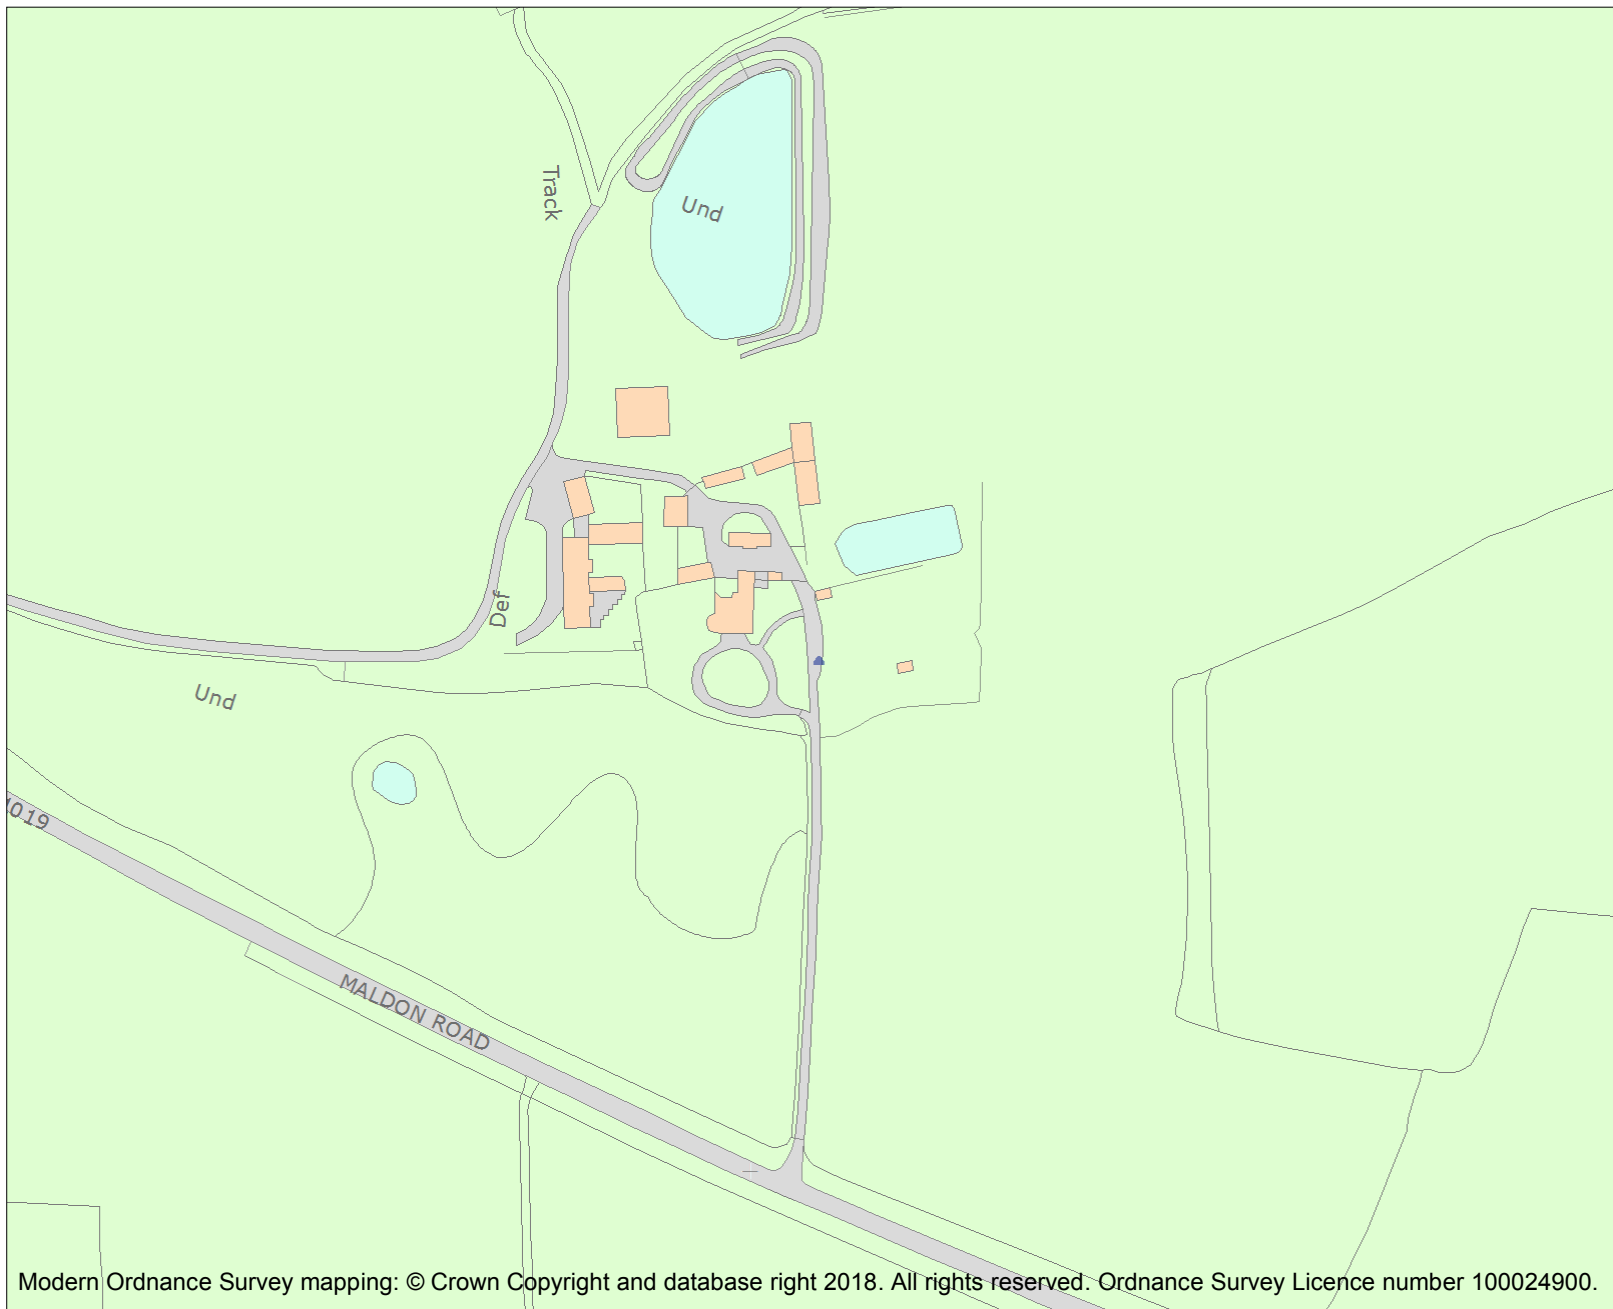 Track
Und
Def
Und
1019
MALDON ROAD
Modern Ordnance Survey mapping: © Crown Copyright and database right 2018. All rights reserved. Ordnance Survey Licence number 100024900.